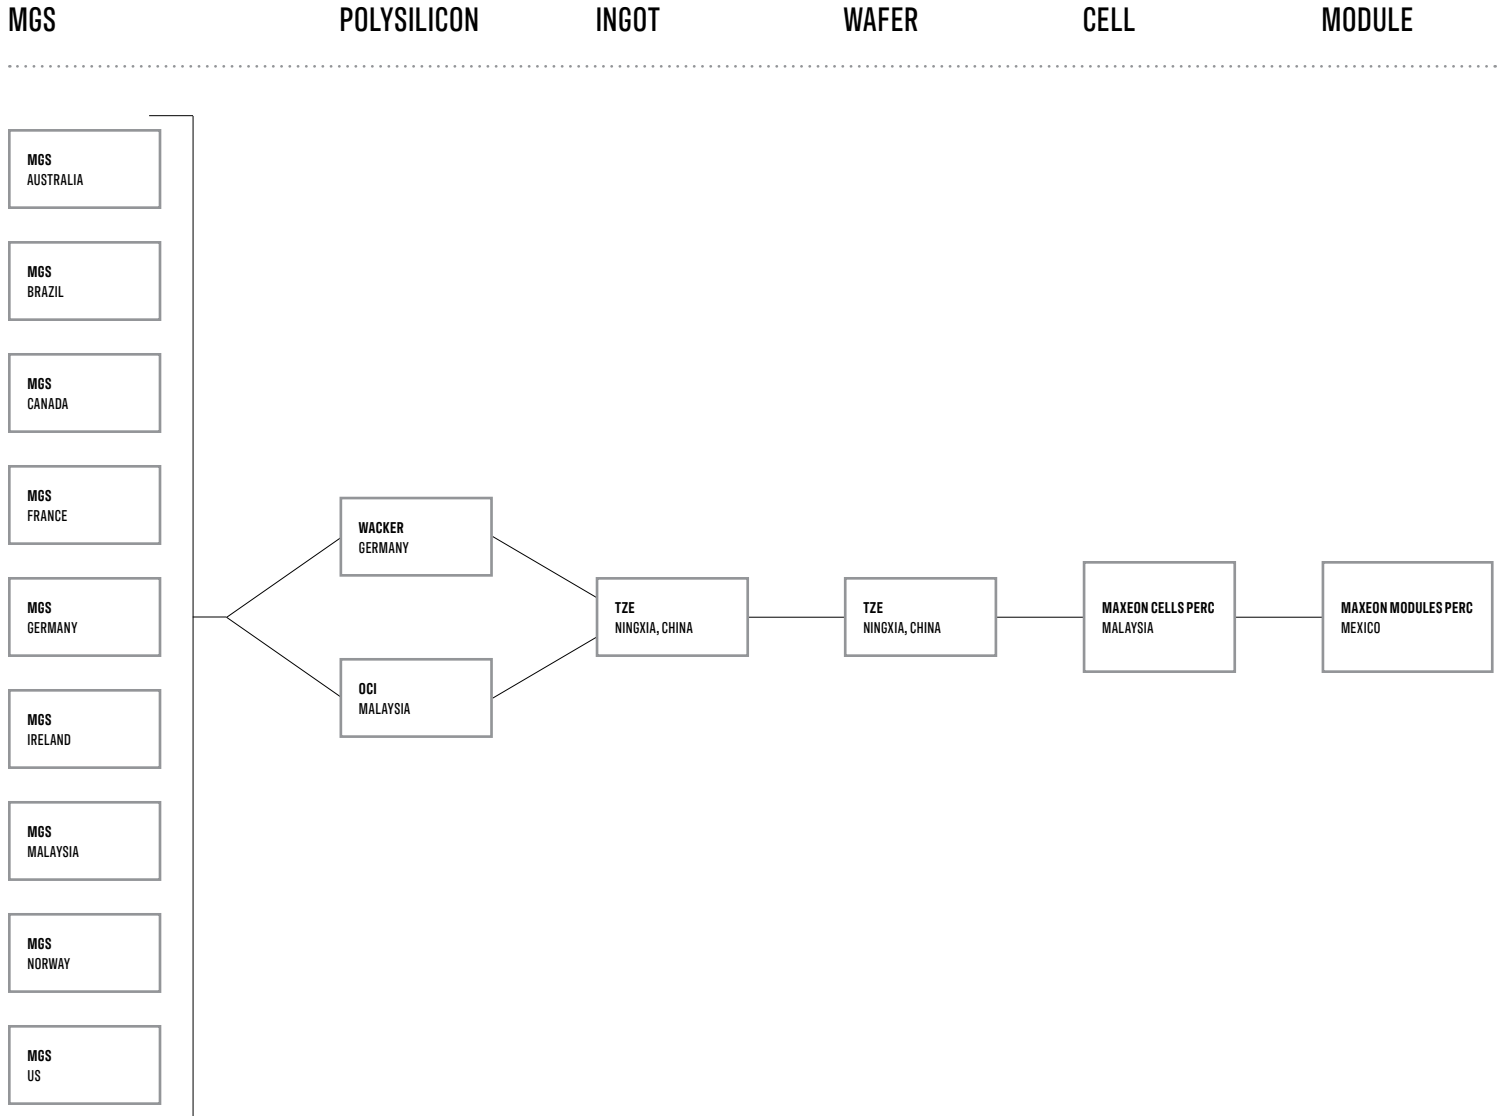 MGS
POLYSILICON
INGOT
WAFER
CELL
MODULE
MGS
AUSTRALIA
MGS
BRAZIL
MGS
CANADA
MGS
FRANCE
MGS
GERMANY
MGS
IRELAND
MGS
MALAYSIA
MGS
NORWAY
MGS
US
WACKER
GERMANY
OCI
MALAYSIA
TZE
NINGXIA, CHINA
TZE
NINGXIA, CHINA
MAXEON CELLS PERC
MALAYSIA
MAXEON MODULES PERC
MEXICO